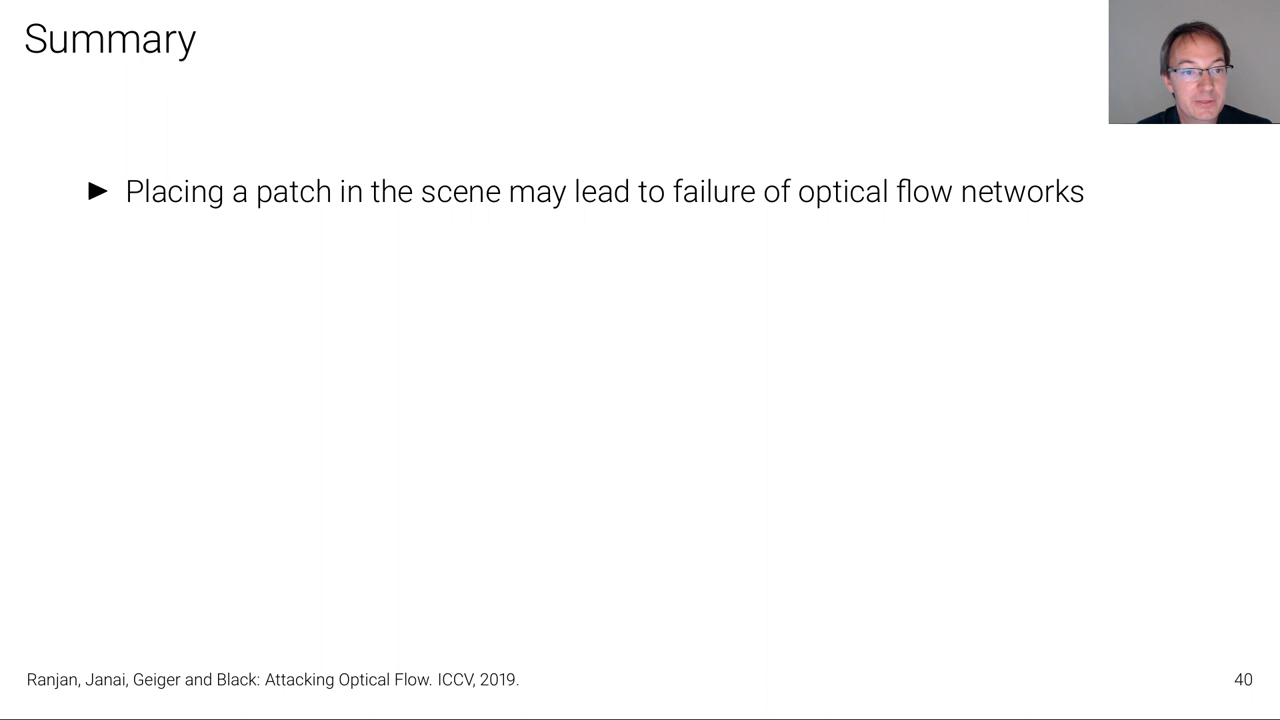 Summary
► Placing a patch in the scene may lead to failure of optical flow networks
Ranjan, Janai, Geiger and Black: Attacking Optical Flow. ICCV, 2019.
40